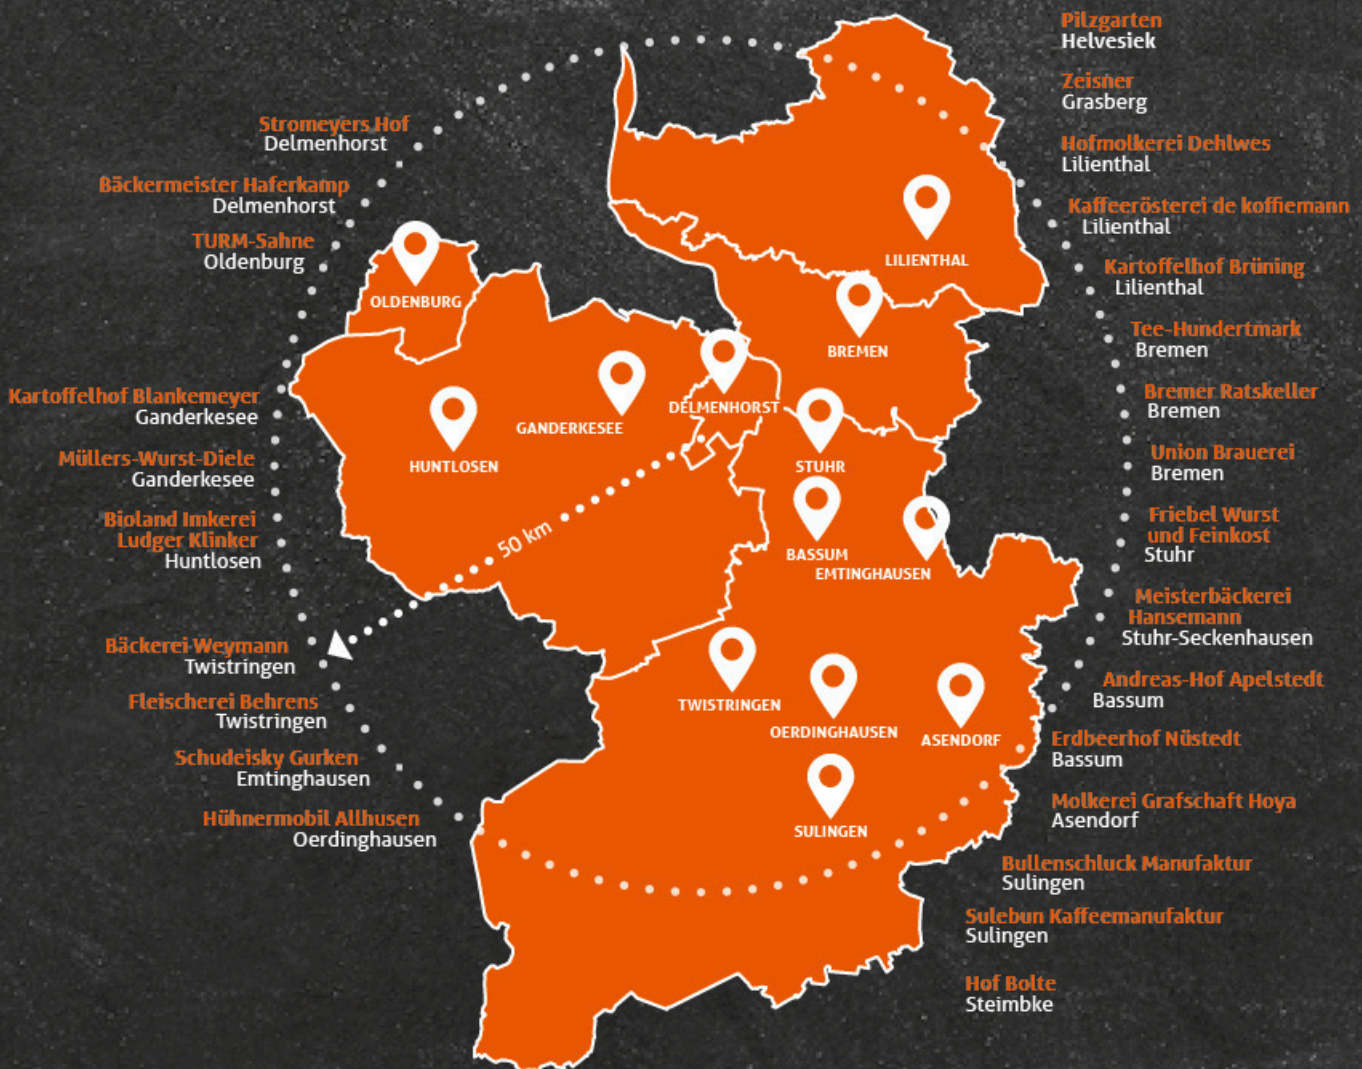 Stromeyers Hof
Delmenhorst
Bäckermeister Haferkamp
Delmenhorst
TURM-Sahne
Oldenburg
Kartoffelhof Blankemeyer
Ganderkesee
Müllers-Wurst-Diele
Ganderkesee
Bioland Imkerei
Ludger Klinker
Huntlosen
Bäckerei Weymann
Twistringen
Fleischerei Behrens
Twistringen
Schudeisky Gurken
Emtinghausen
Hühnermobil Allhusen
Oerdinghausen
LILIENTHAL
OLDENBURG
BREMEN
DELMENHORST
GANDERKESEE
HUNTLOSEN
STUHR
50 km
BASSUM
EMTINGHAUSEN
TWISTRINGEN
OERDINGHAUSEN
ASENDORF
SULINGEN
Pilzgarten
Helvesiek
Zeisner
Grasberg
Hofmolkerei Dehlwes
Lilienthal
Kaffeerösterei de koffiemann
Lilienthal
Kartoffelhof Brüning
Lilienthal
Tee-Hundertmark
Bremen
Bremer Ratskeller
Bremen
Union Brauerei
Bremen
Friebel Wurst
und Feinkost
Stuhr
Meisterbäckerei
Hansemann
Stuhr-Seckenhausen
Andreas-Hof Apelstedt
Bassum
Erdbeerhof Nüstedt
Bassum
Molkerei Grafschaft Hoya
Asendorf
Bullenschluck Manufaktur
Sulingen
Sulebun Kaffeemanufaktur
Sulingen
Hof Bolte
Steimbke